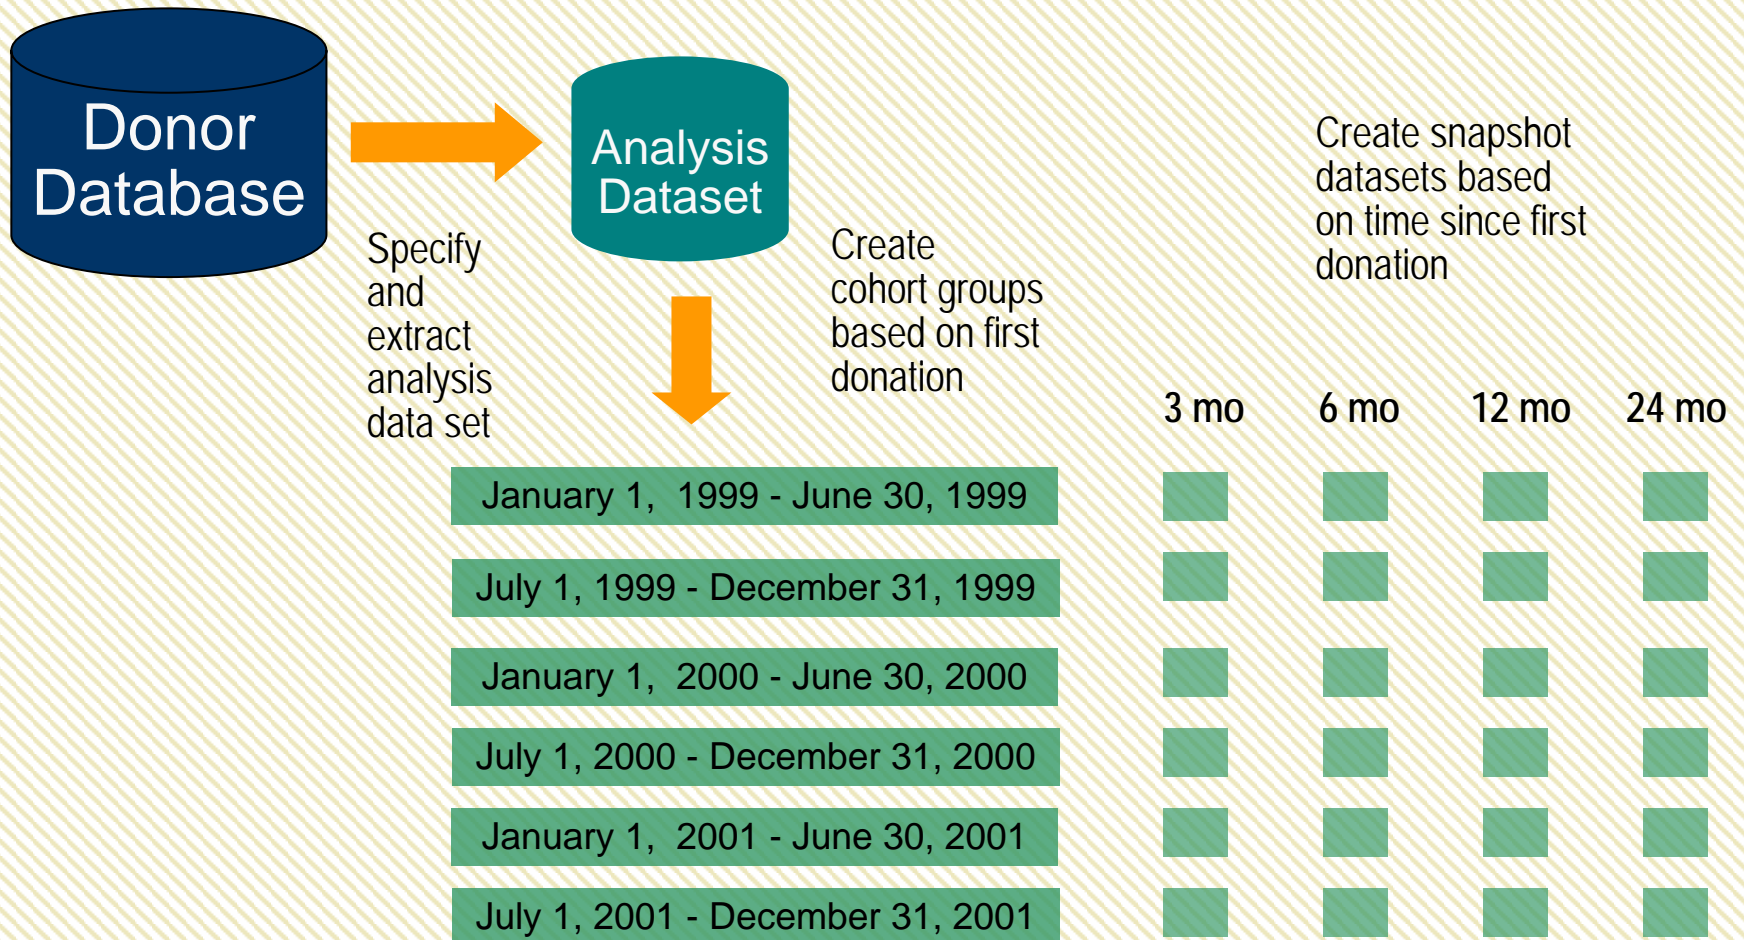 Donor
Database
Analysis
Dataset
Specify
and
extract
analysis
data set
Create
cohort groups
based on first
donation
Create snapshot
datasets based
on time since first
donation
3 mo 6 mo 12 mo 24 mo
January 1,  1999 - June 30, 1999
July 1, 1999 - December 31, 1999
January 1,  2000 - June 30, 2000
July 1, 2000 - December 31, 2000
January 1,  2001 - June 30, 2001
July 1, 2001 - December 31, 2001